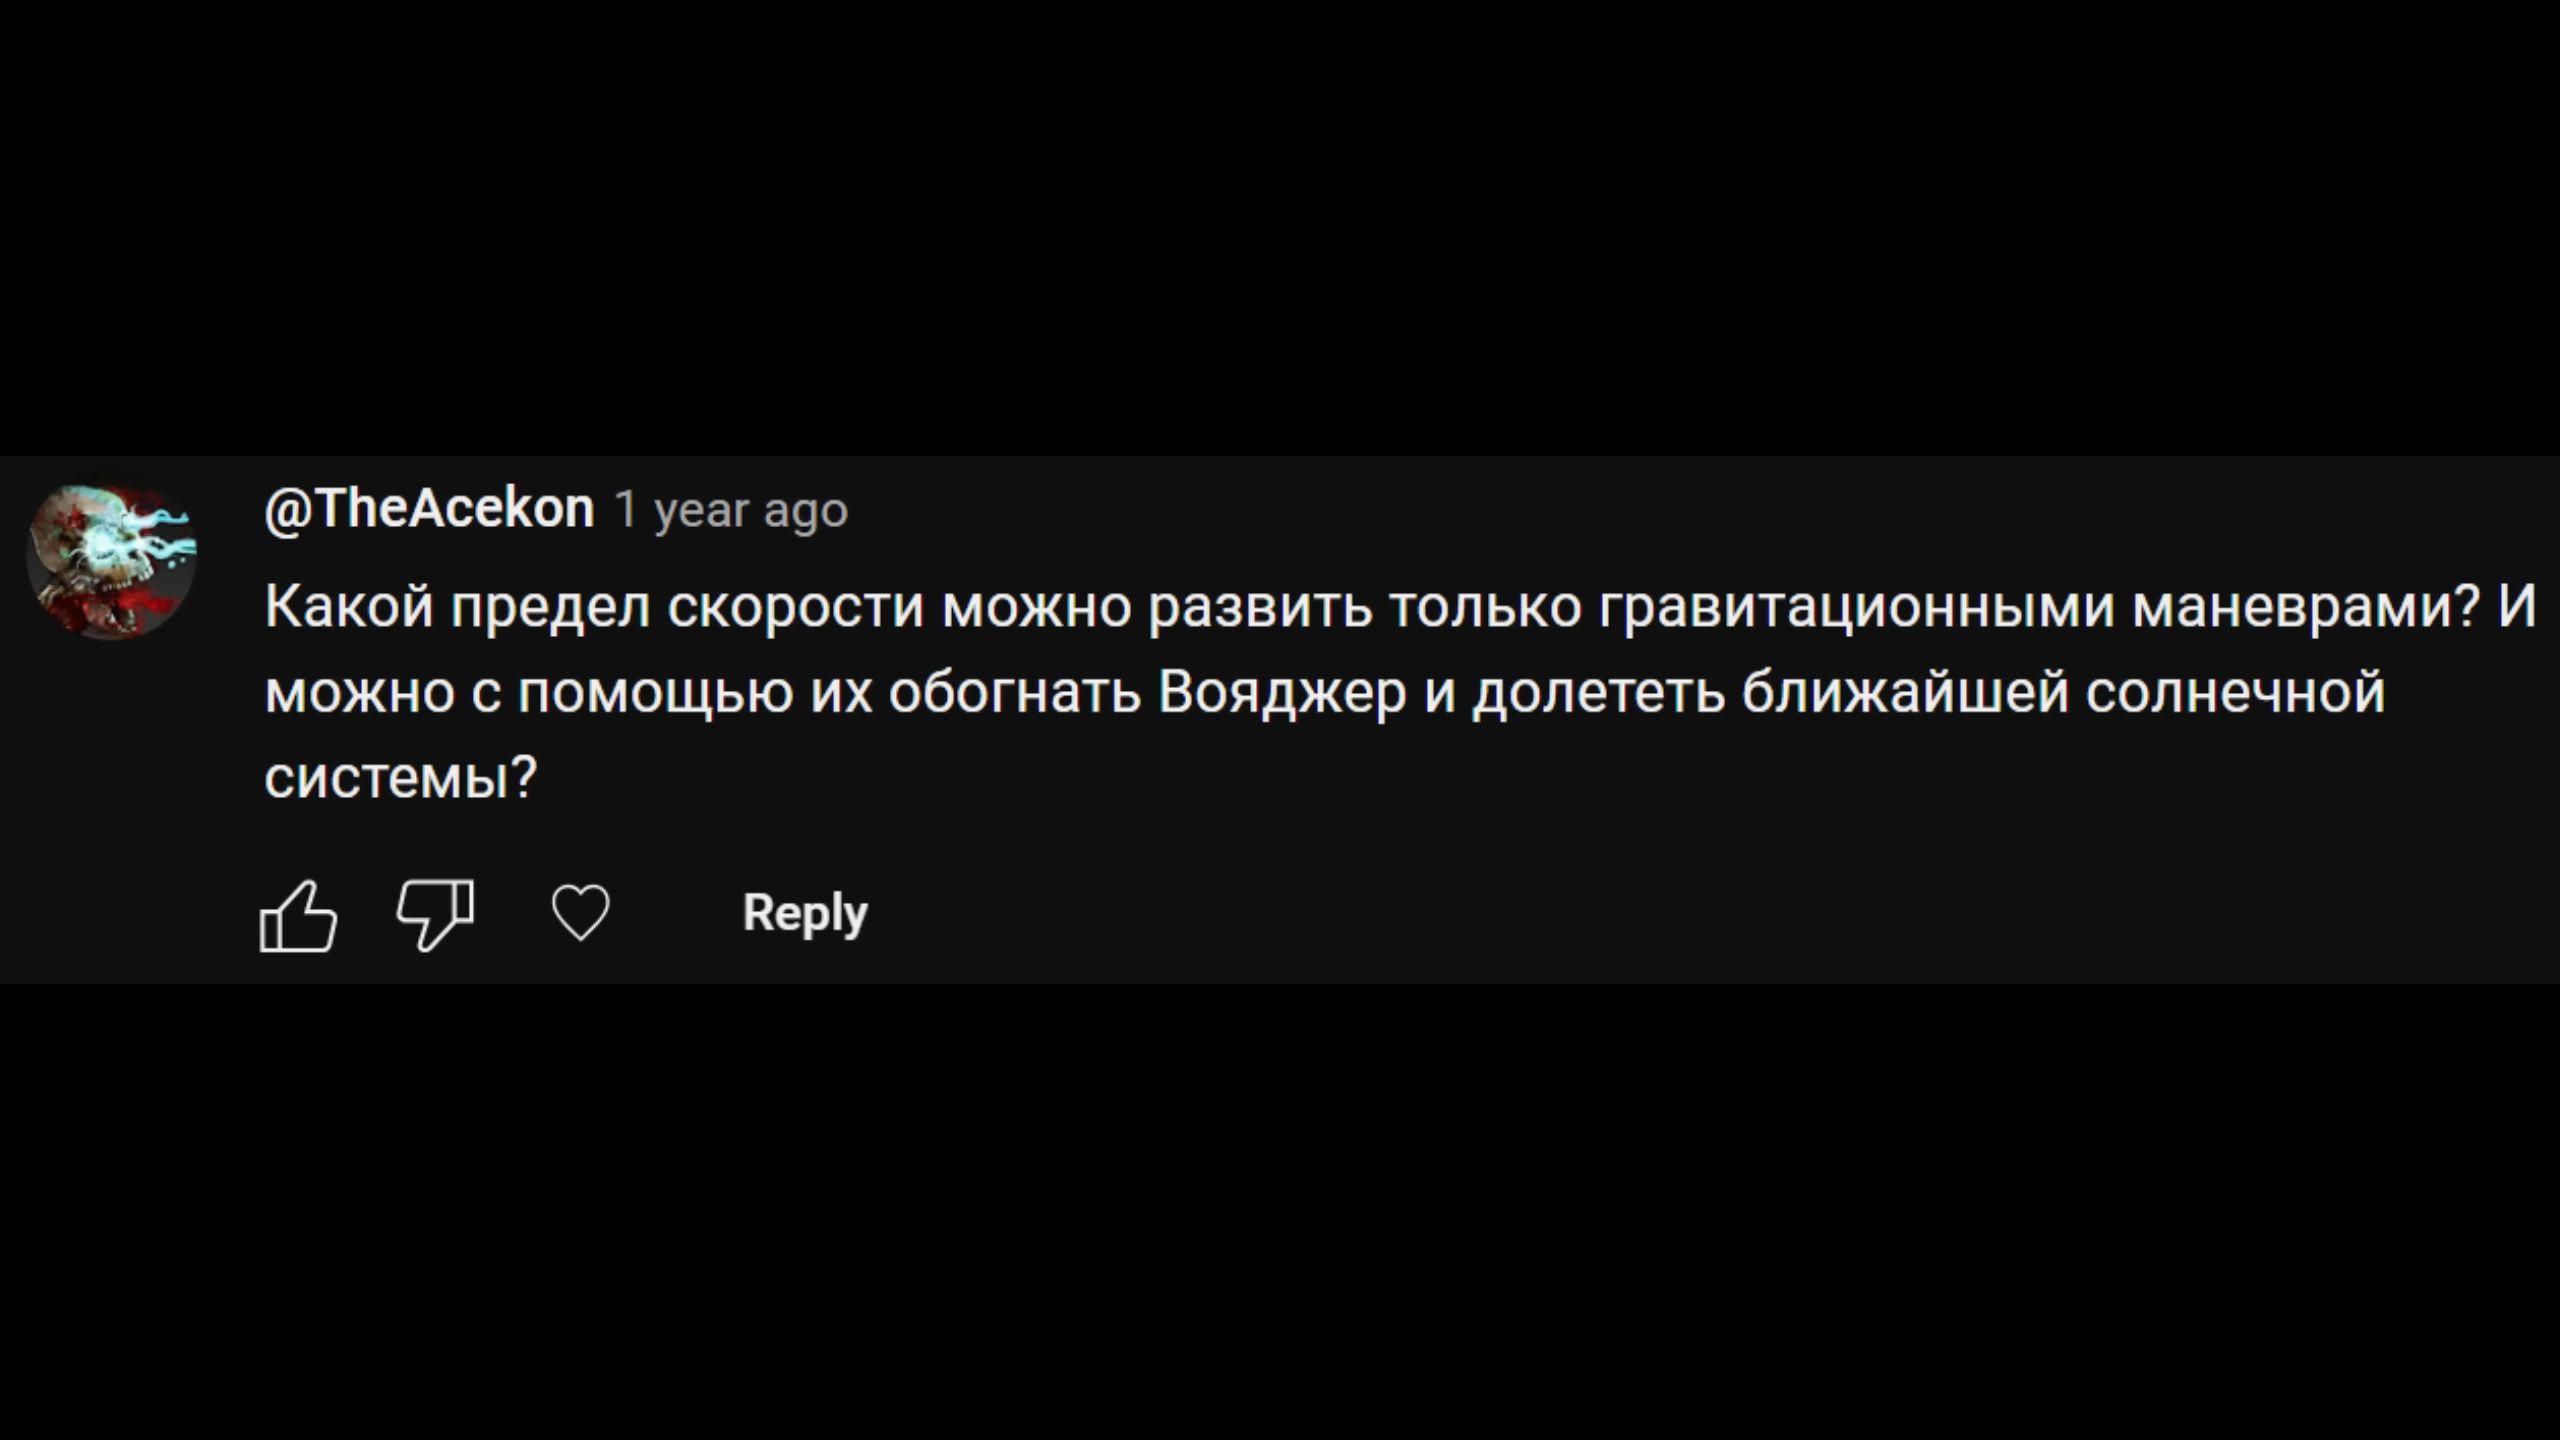 @TheAcekon 1 year ago
Какой предел скорости можно развить только гравитационными маневрами? И
можно с помощью их обогнать Вояджер и долететь ближайшей солнечной
системы?
Reply